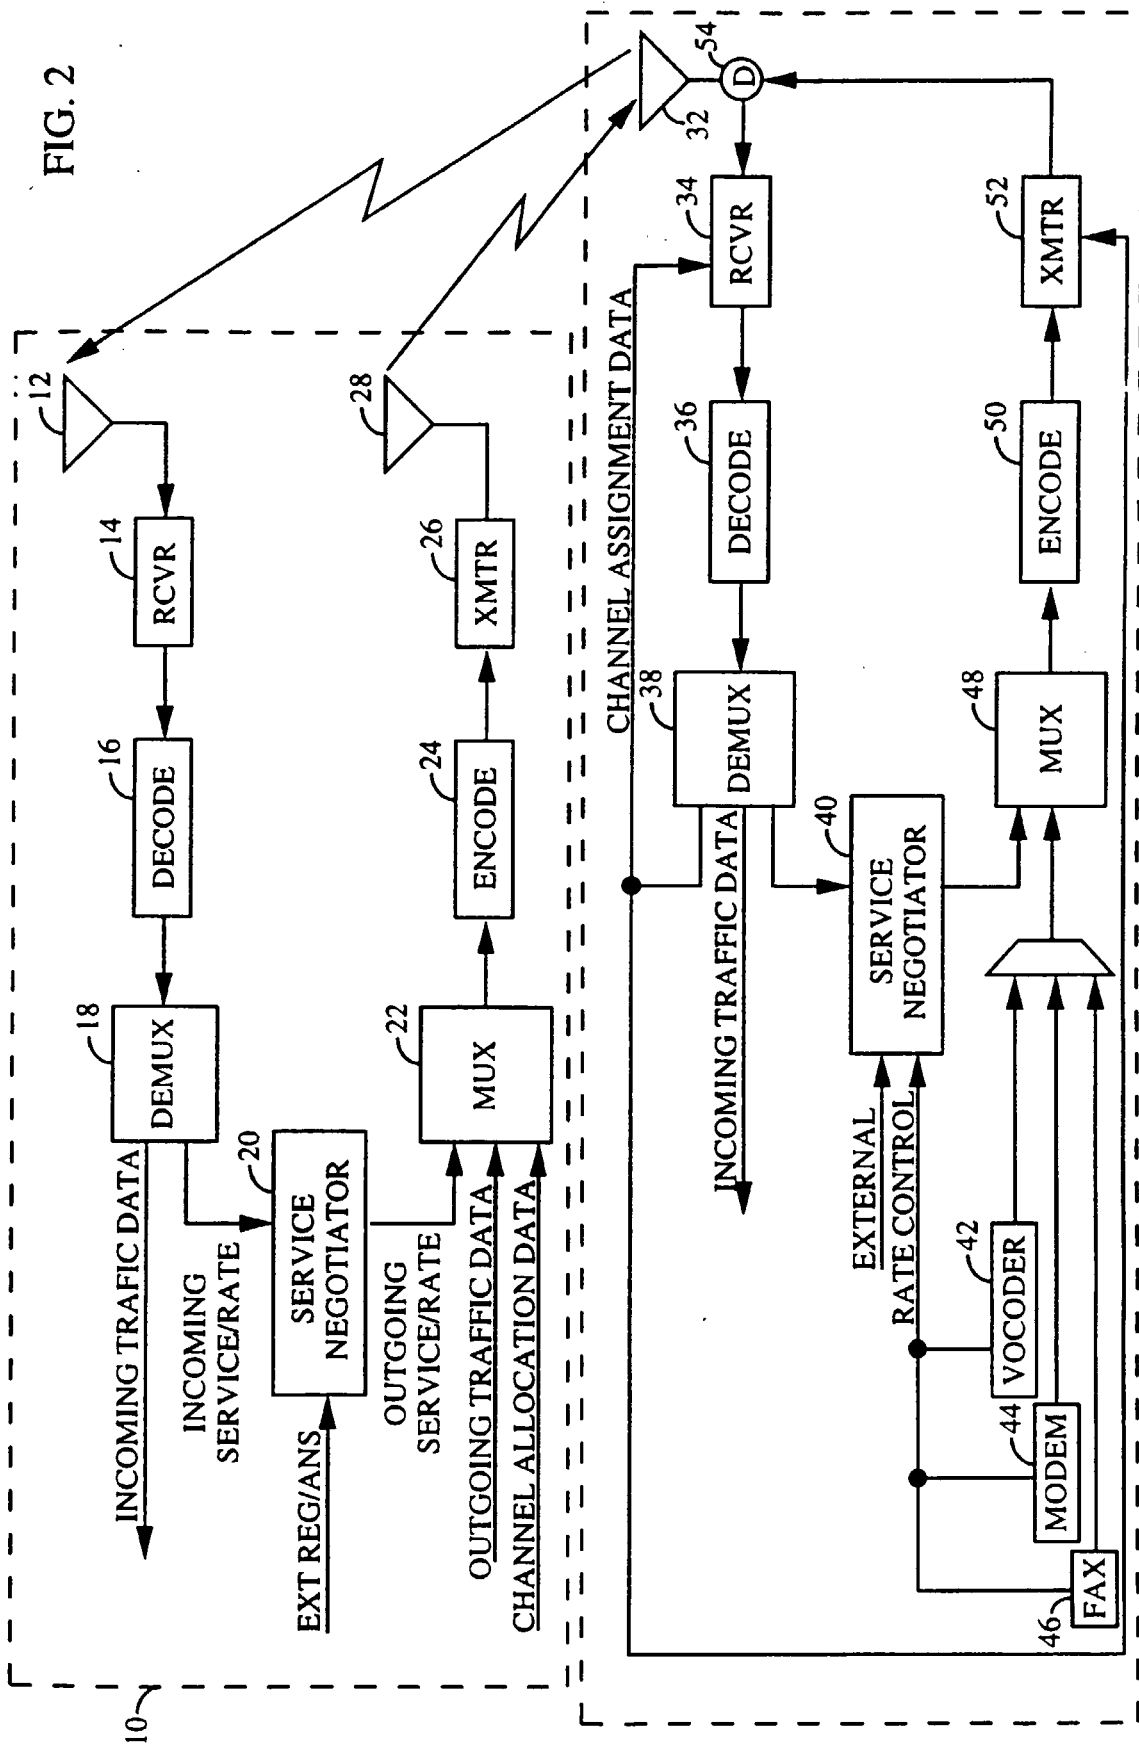 FIG. 2
10
12
14
RCVR
16
DECODE
18
DEMUX
INCOMING TRAFFIC DATA
INCOMING
SERVICE/RATE
20
SERVICE
NEGOTIATOR
EXT REG/ANS
OUTGOING
SERVICE/RATE
OUTGOING TRAFFIC DATA
CHANNEL ALLOCATION DATA
22
MUX
24
ENCODE
26
XMTR
28
CHANNEL ASSIGNMENT DATA
32
54
D
34
RCVR
36
DECODE
38
DEMUX
INCOMING TRAFFIC DATA
40
SERVICE
NEGOTIATOR
EXTERNAL
RATE CONTROL
42
VOCODER
44
MODEM
46
FAX
48
MUX
50
ENCODE
52
XMTR